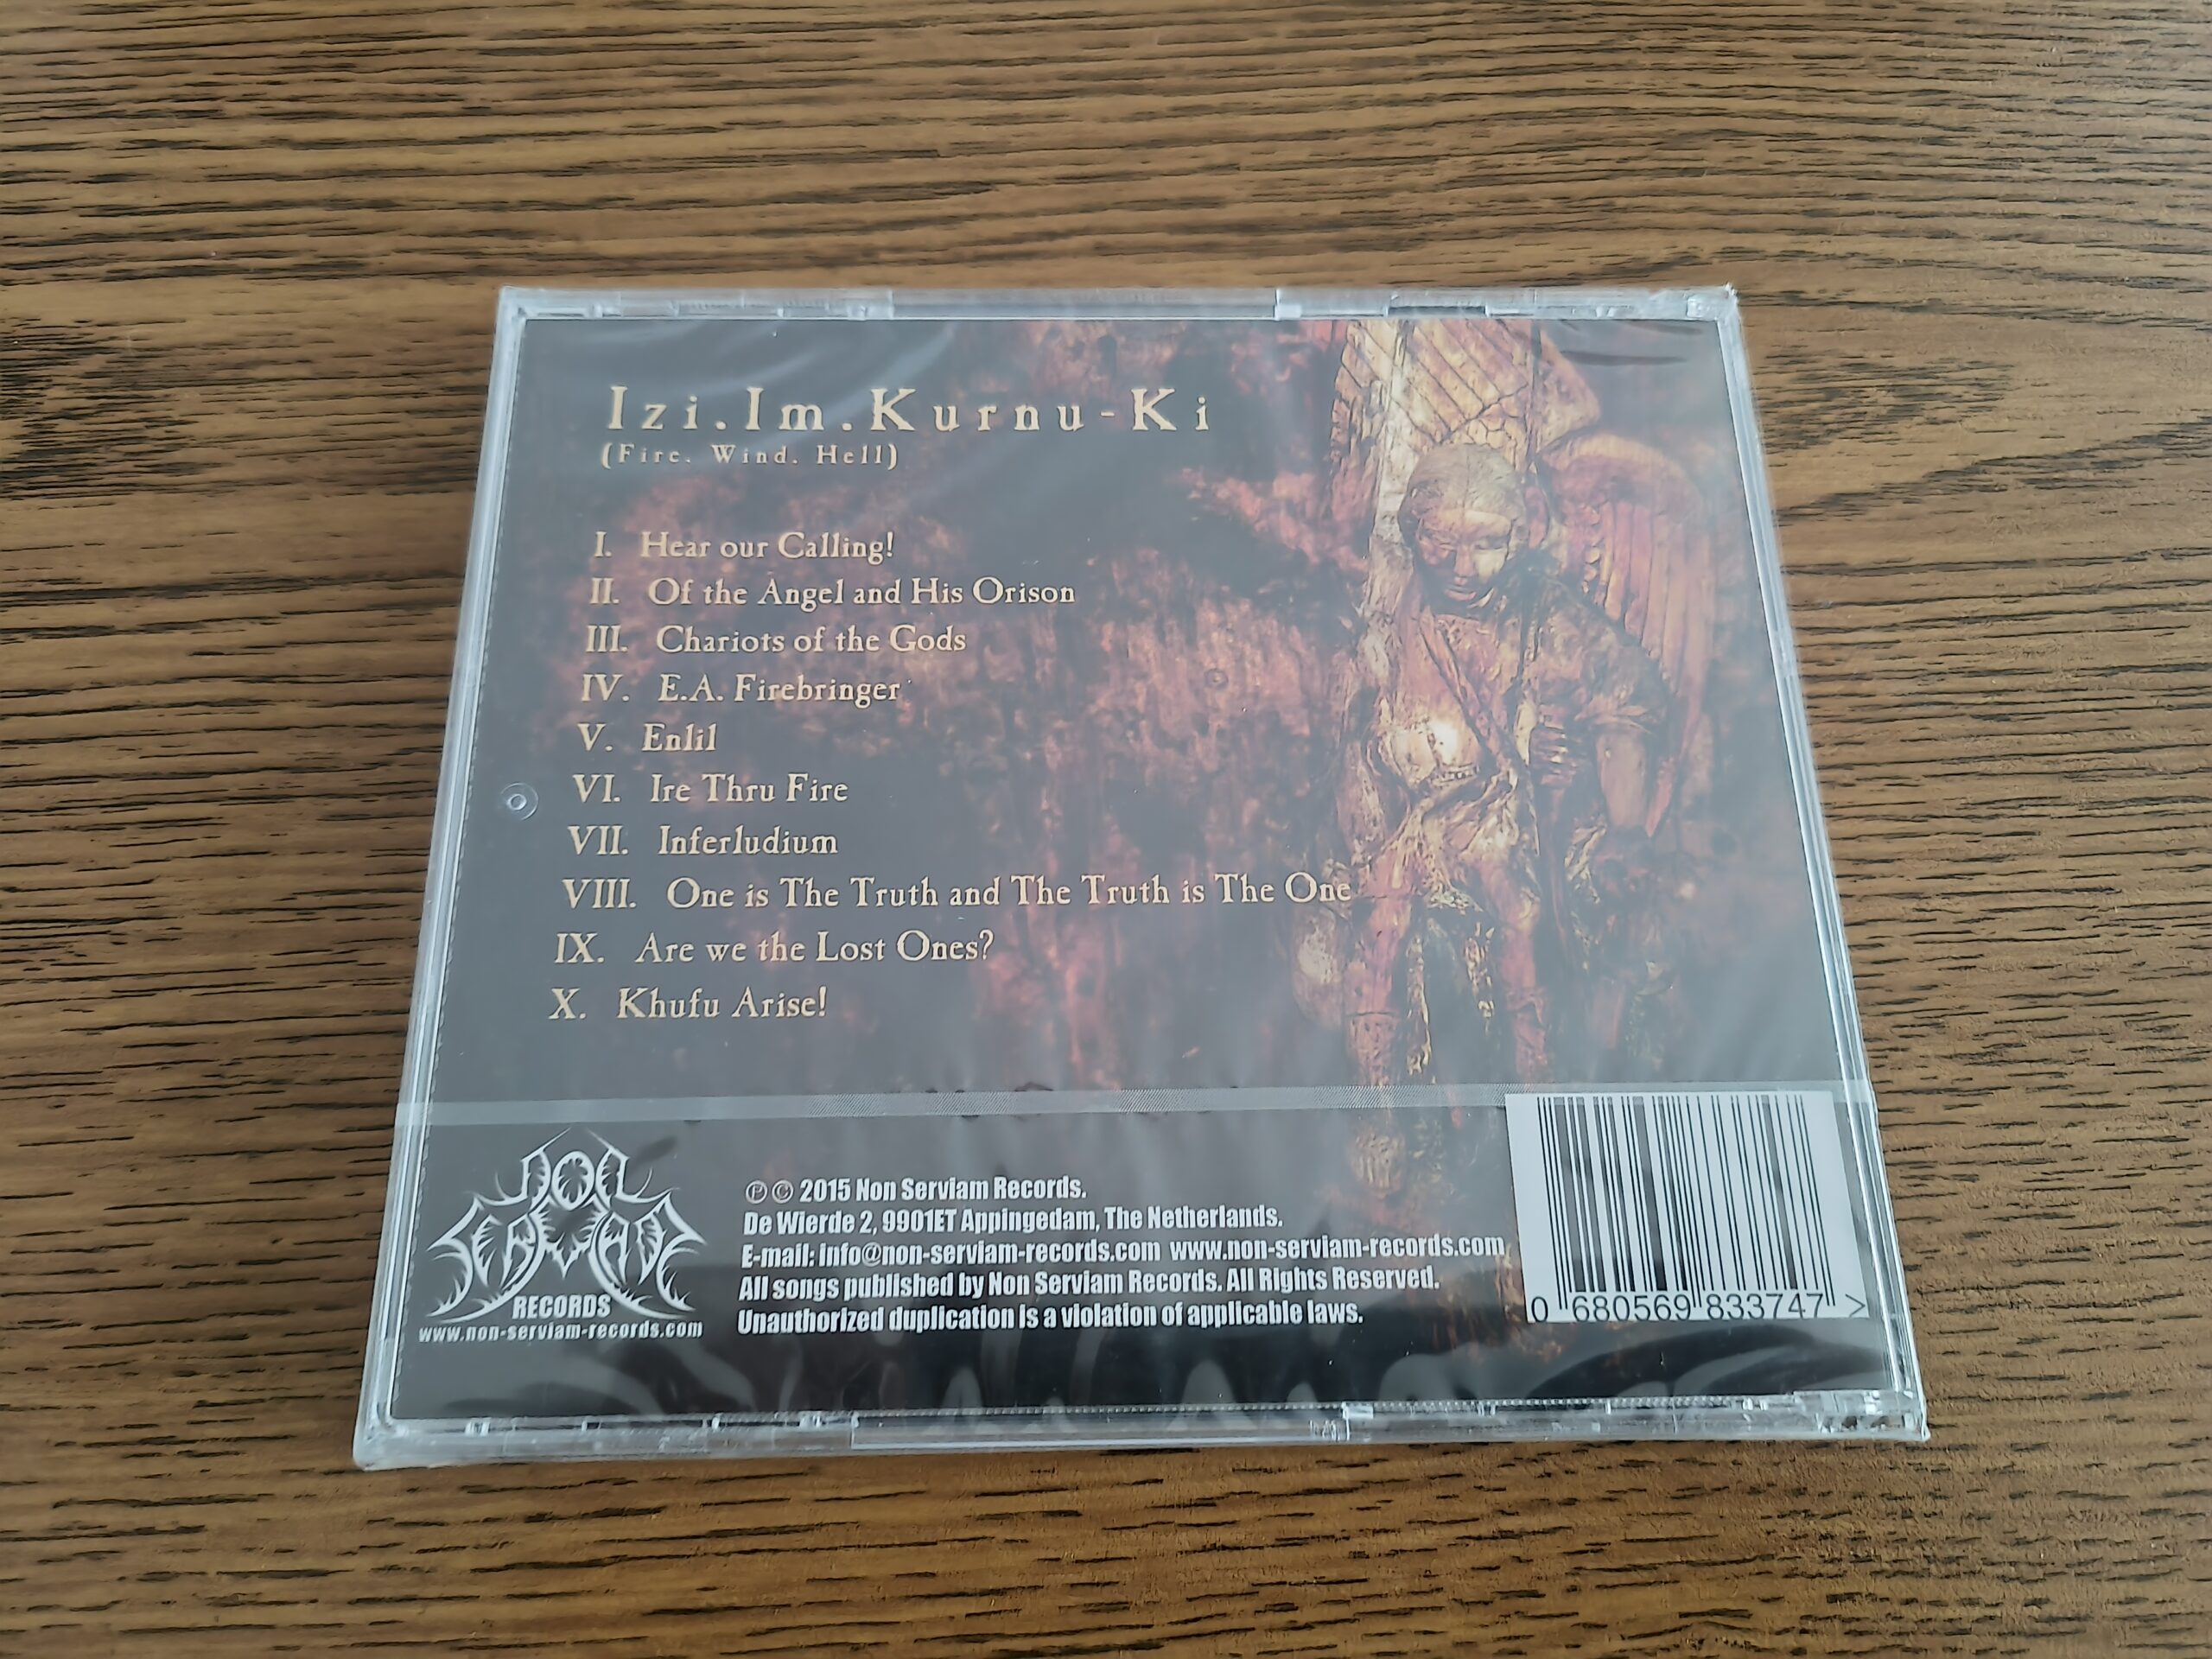 Izi.Im.Kurnu-Ki
(Fire. Wind. Hell)
I. Hear our Calling!
II. Of the Angel and His Orison
III. Chariots of the Gods
IV. E.A. Firebringer
V. Enlil
VI. Ire Thru Fire
VII. Inferludium
VIII. One is The Truth and The Truth is The One
IX. Are we the Lost Ones?
X. Khufu Arise!
NON
SERVIAM
RECORDS
www.non-serviam-records.com
℗ © 2015 Non Serviam Records.
De Wierde 2, 9901ET Appingedam, The Netherlands.
E-mail: info@non-serviam-records.com www.non-serviam-records.com
All songs published by Non Serviam Records. All Rights Reserved.
Unauthorized duplication is a violation of applicable laws.
0 680569 833747 >